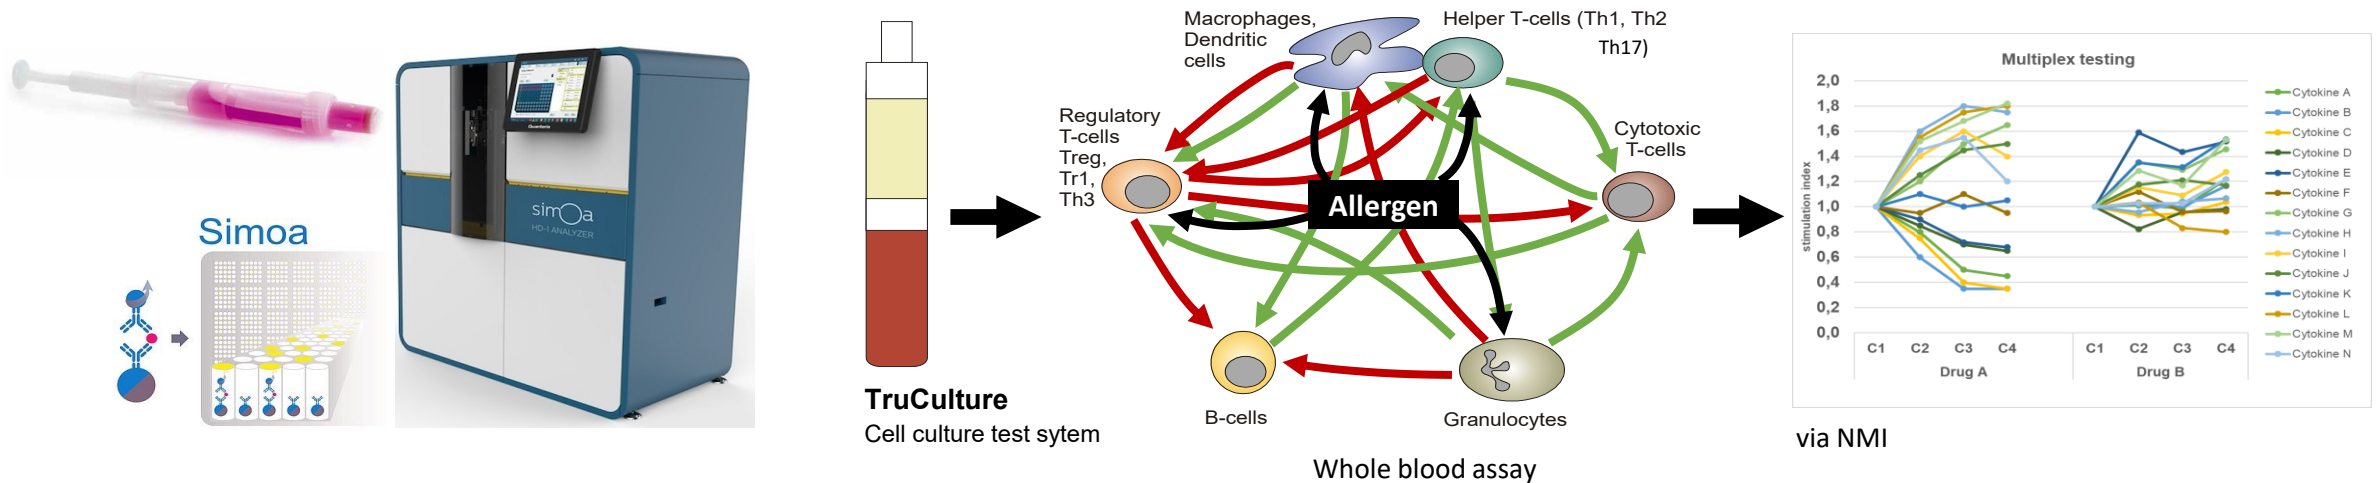 Simoa
Quanterix
simOa
HD-1 ANALYZER
TruCulture
Cell culture test sytem
Macrophages,
Dendritic
cells
Helper T-cells (Th1, Th2
Th17)
Regulatory
T-cells
Treg,
Tr1,
Th3
Cytotoxic
T-cells
Allergen
B-cells
Granulocytes
Whole blood assay
Multiplex testing
stimulation index
2,0
1,8
1,6
1,4
1,2
1,0
0,8
0,6
0,4
0,2
0,0
C1 C2 C3 C4 C1 C2 C3 C4
Drug A Drug B
Cytokine A
Cytokine B
Cytokine C
Cytokine D
Cytokine E
Cytokine F
Cytokine G
Cytokine H
Cytokine I
Cytokine J
Cytokine K
Cytokine L
Cytokine M
Cytokine N
via NMI